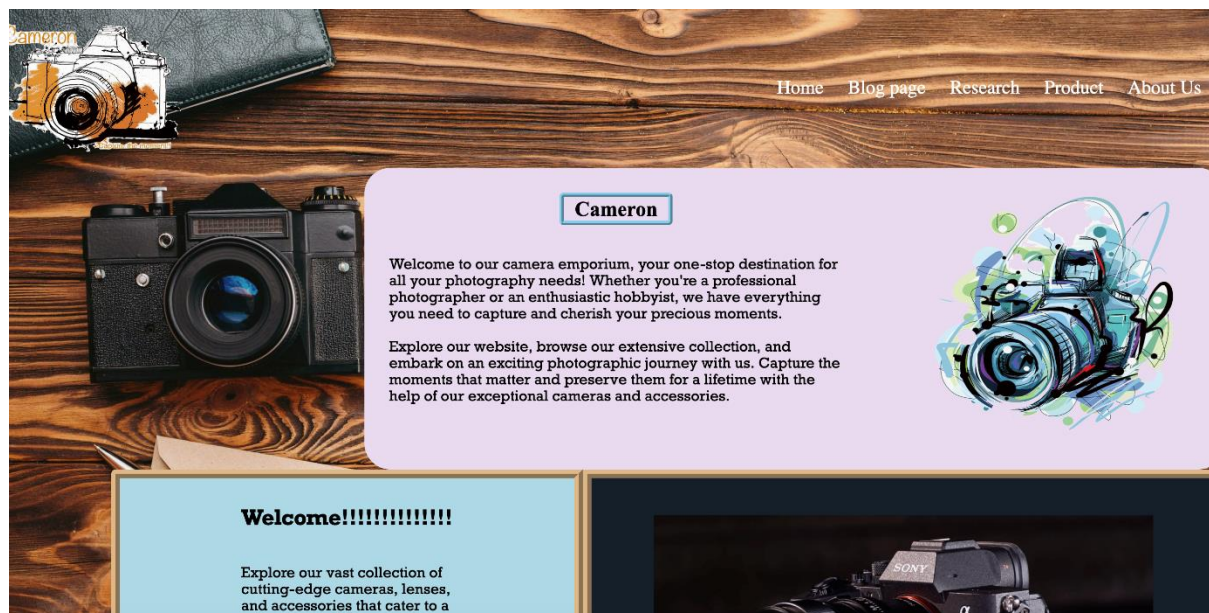 Cameron
Home Blog page Research Product About Us
Cameron
Welcome to our camera emporium, your one-stop destination for
all your photography needs! Whether you're a professional
photographer or an enthusiastic hobbyist, we have everything
you need to capture and cherish your precious moments.
Explore our website, browse our extensive collection, and
embark on an exciting photographic journey with us. Capture the
moments that matter and preserve them for a lifetime with the
help of our exceptional cameras and accessories.
Welcome!!!!!!!!!!!!!!
SONY
Explore our vast collection of
cutting-edge cameras, lenses,
and accessories that cater to a
α